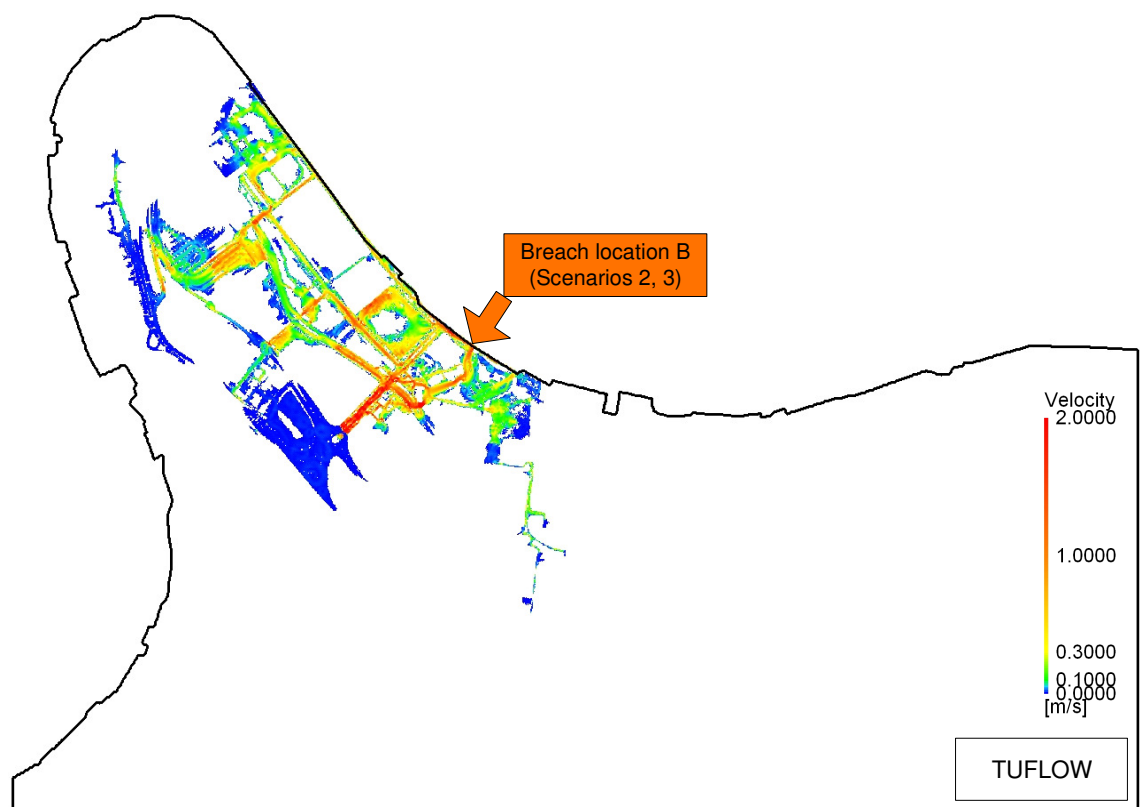 Breach location B
(Scenarios 2, 3)
Velocity
2.0000
1.0000
0.3000
0.1000
0.0000
[m/s]
TUFLOW